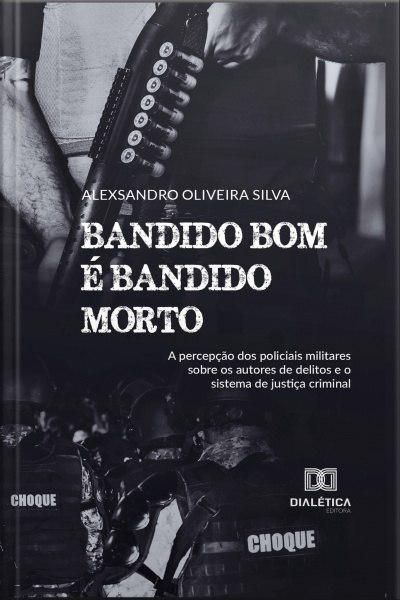 ALEXSANDRO OLIVEIRA SILVA
BANDIDO BOM
É BANDIDO
MORTO
A percepção dos policiais militares
sobre os autores de delitos e o
sistema de justiça criminal
DIALÉTICA
EDITORA
CHOQUE
CHOQUE